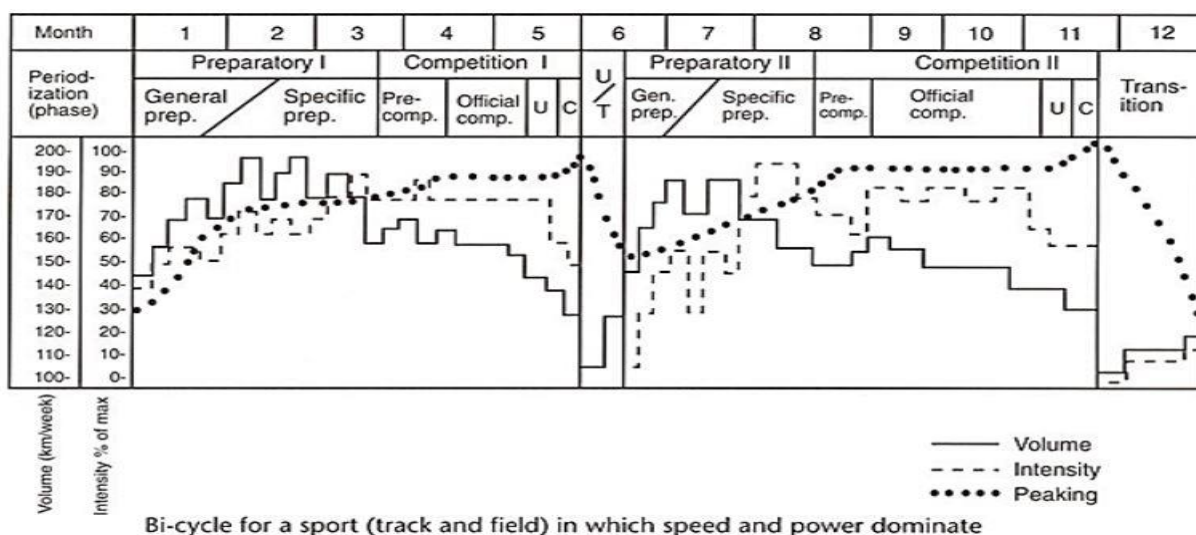 Month 1 2 3 4 5 6 7 8 9 10 11 12
Preparatory I Competition I Preparatory II Competition II
Period-
ization
(phase)
General
prep.
Specific
prep.
Pre-
comp.
Official
comp.
U C
U/T
Gen.
prep.
Specific
prep.
Pre-
comp.
Official
comp.
U C
Trans-
ition
200- 100-
190- 90-
180- 80-
170- 70-
160- 60-
150- 50-
140- 40-
130- 30-
120- 20-
110- 10-
100- 0-
Volume (km/week)
Intensity % of max
Volume
Intensity
Peaking
Bi-cycle for a sport (track and field) in which speed and power dominate